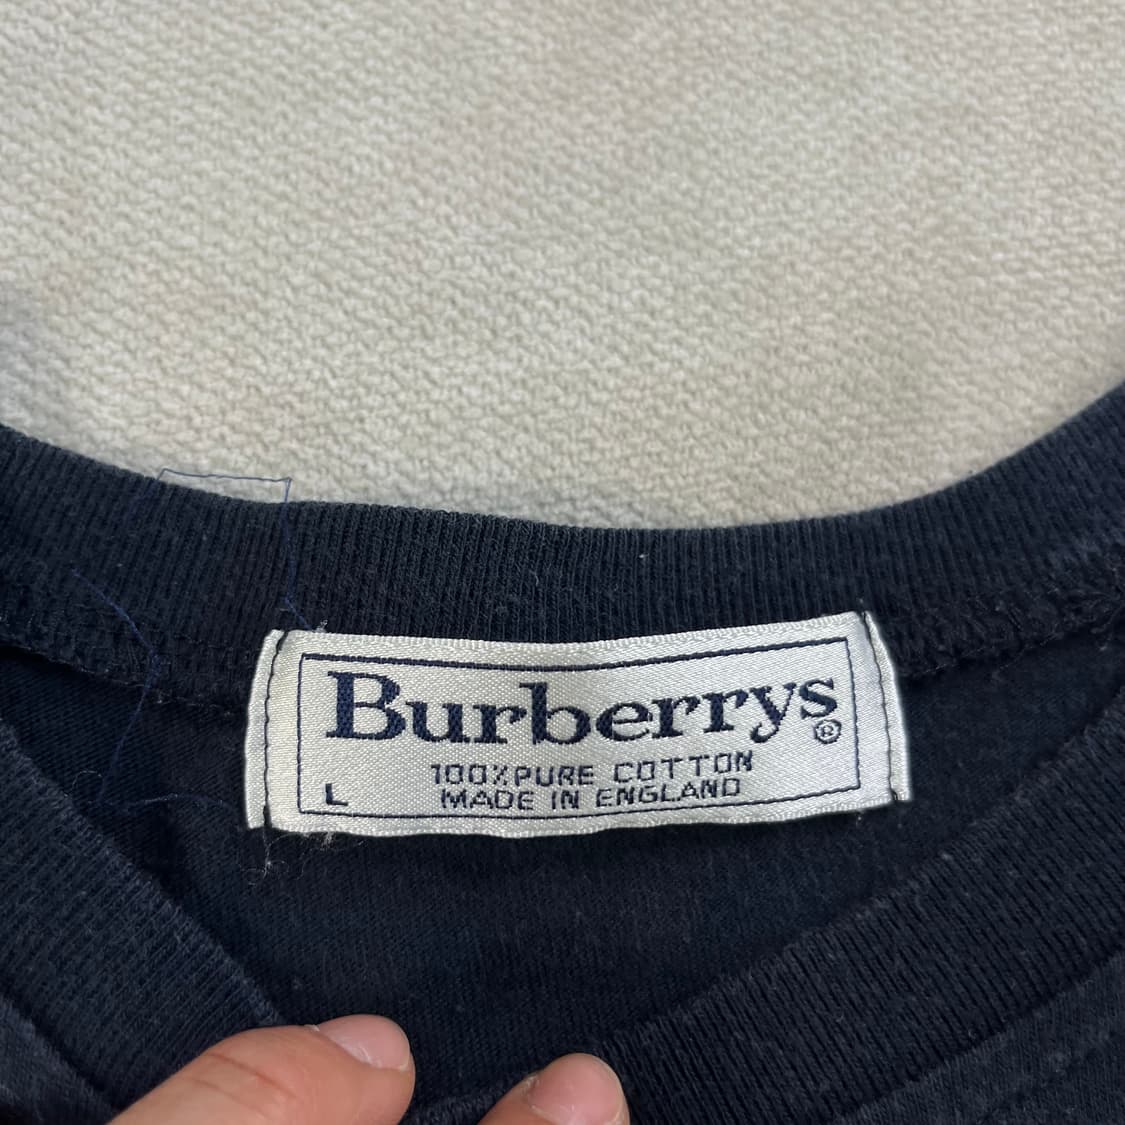 Burberrys®
100%PURE COTTON
L MADE IN ENGLAND